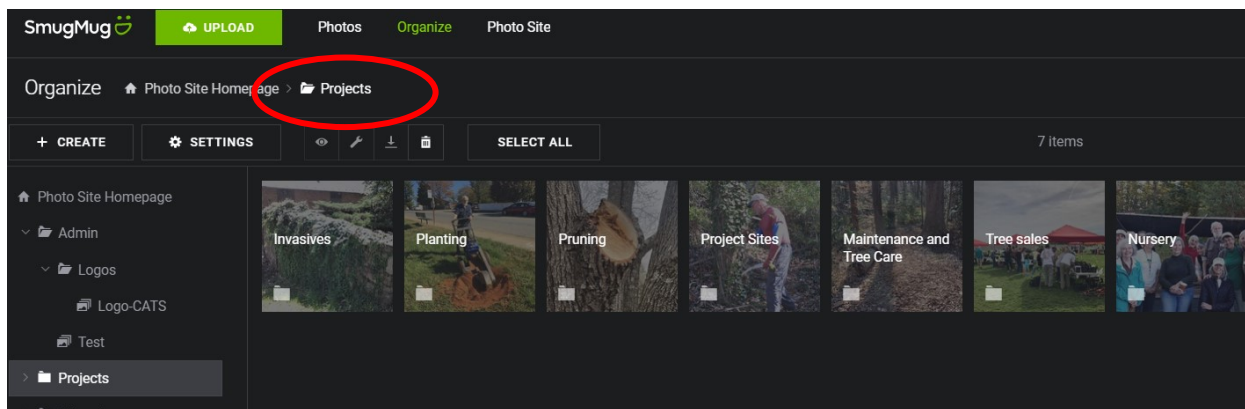 SmugMug UPLOAD Photos Organize Photo Site
Organize Photo Site Homepage > Projects
+ CREATE SETTINGS SELECT ALL 7 items
Photo Site Homepage
Admin
Logos
Logo-CATS
Test
Projects
Invasives
Planting
Pruning
Project Sites
Maintenance and
Tree Care
Tree sales
Nursery